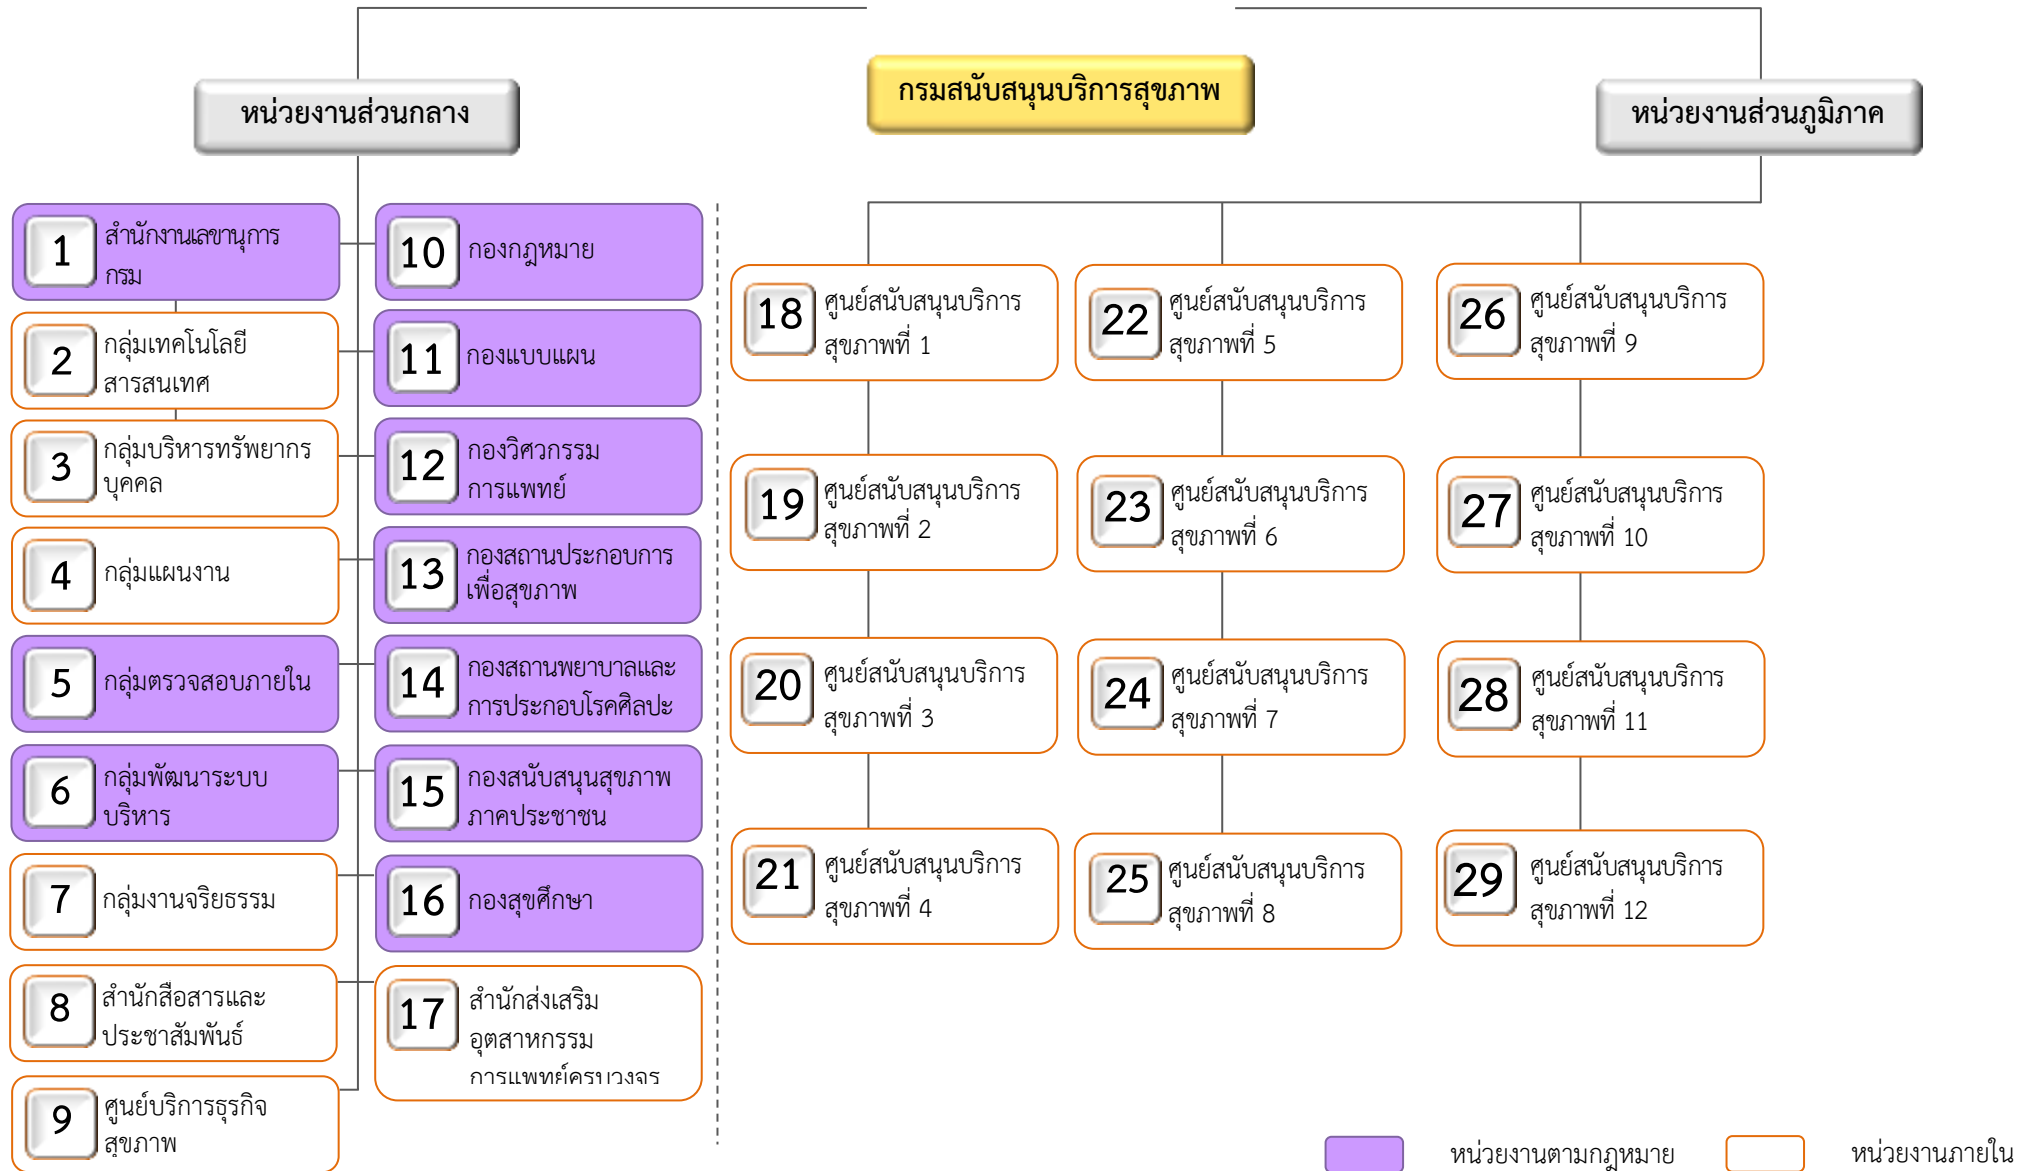 กรมสนับสนุนบริการสุขภาพ
หน่วยงานส่วนกลาง
หน่วยงานส่วนภูมิภาค
1
สำนักงานเลขานุการ
กรม
2
กลุ่มเทคโนโลยี
สารสนเทศ
3
กลุ่มบริหารทรัพยากร
บุคคล
4
กลุ่มแผนงาน
5
กลุ่มตรวจสอบภายใน
6
กลุ่มพัฒนาระบบ
บริหาร
7
กลุ่มงานจริยธรรม
8
สำนักสือสารและ
ประชาสัมพันธ์
9
ศูนย์บริการธุรกิจ
สุขภาพ
10
กองกฎหมาย
11
กองแบบแผน
12
กองวิศวกรรม
การแพทย์
13
กองสถานประกอบการ
เพื่อสุขภาพ
14
กองสถานพยาบาลและ
การประกอบโรคศิลปะ
15
กองสนับสนุนสุขภาพ
ภาคประชาชน
16
กองสุขศึกษา
17
สำนักส่งเสริม
อุตสาหกรรม
การแพทย์ครบวงจร
18
ศูนย์สนับสนุนบริการ
สุขภาพที่ 1
19
ศูนย์สนับสนุนบริการ
สุขภาพที่ 2
20
ศูนย์สนับสนุนบริการ
สุขภาพที่ 3
21
ศูนย์สนับสนุนบริการ
สุขภาพที่ 4
22
ศูนย์สนับสนุนบริการ
สุขภาพที่ 5
23
ศูนย์สนับสนุนบริการ
สุขภาพที่ 6
24
ศูนย์สนับสนุนบริการ
สุขภาพที่ 7
25
ศูนย์สนับสนุนบริการ
สุขภาพที่ 8
26
ศูนย์สนับสนุนบริการ
สุขภาพที่ 9
27
ศูนย์สนับสนุนบริการ
สุขภาพที่ 10
28
ศูนย์สนับสนุนบริการ
สุขภาพที่ 11
29
ศูนย์สนับสนุนบริการ
สุขภาพที่ 12
หน่วยงานตามกฎหมาย
หน่วยงานภายใน